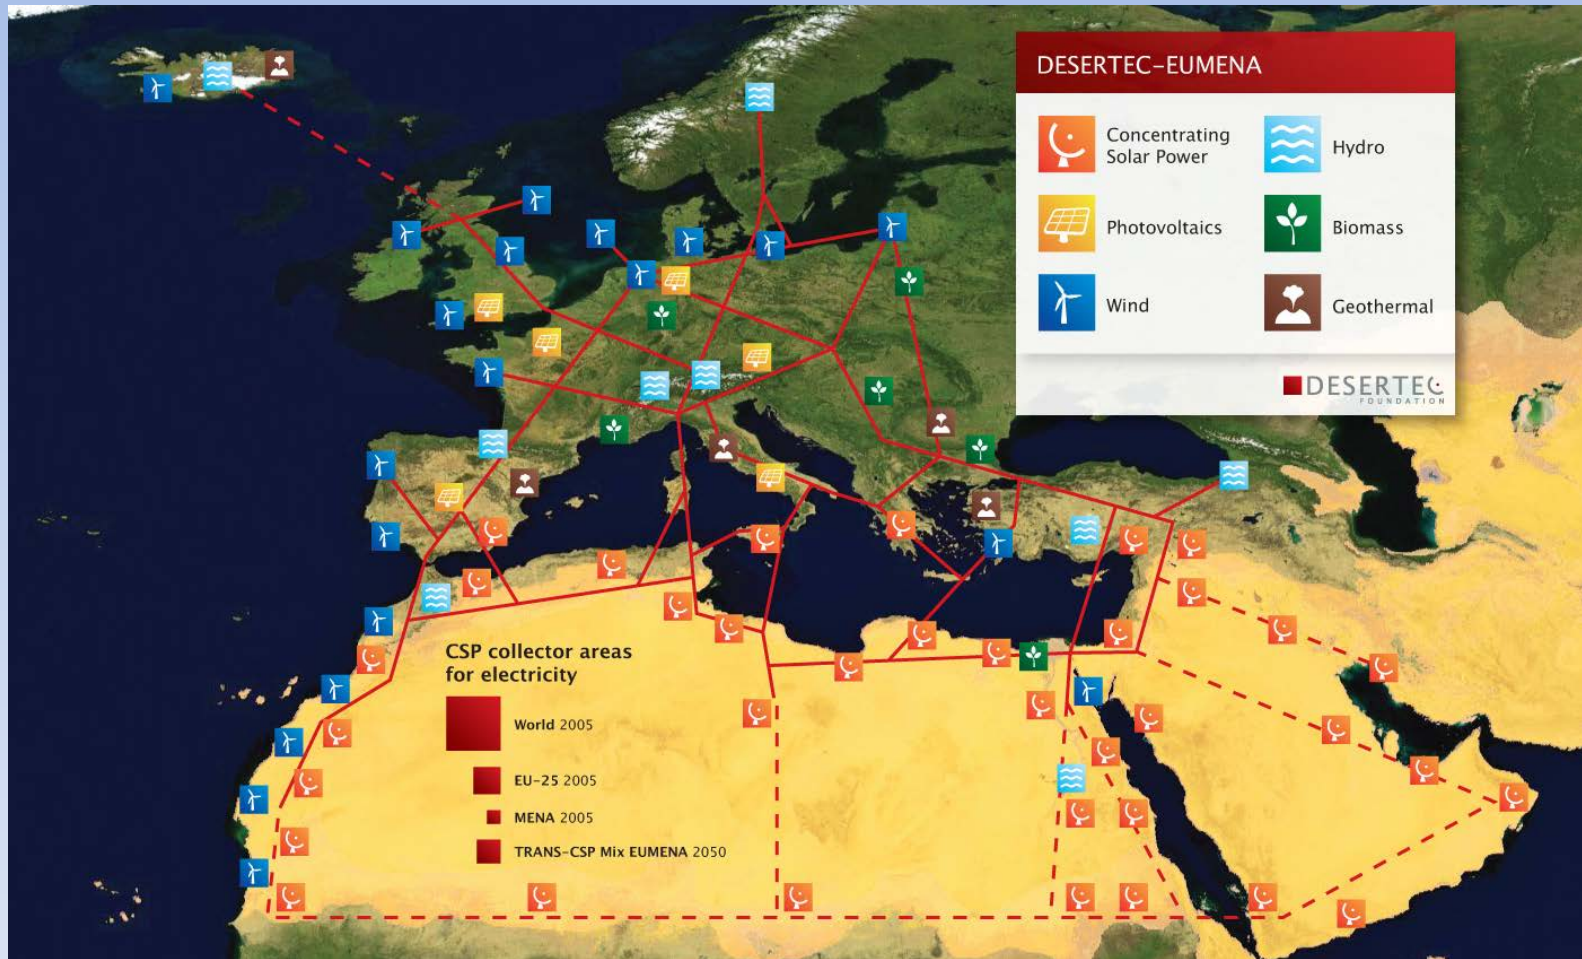 DESERTEC–EUMENA
Concentrating
Solar Power
Hydro
Photovoltaics
Biomass
Wind
Geothermal
DESERTEC
FOUNDATION
CSP collector areas
for electricity
World 2005
EU–25 2005
MENA 2005
TRANS–CSP Mix EUMENA 2050